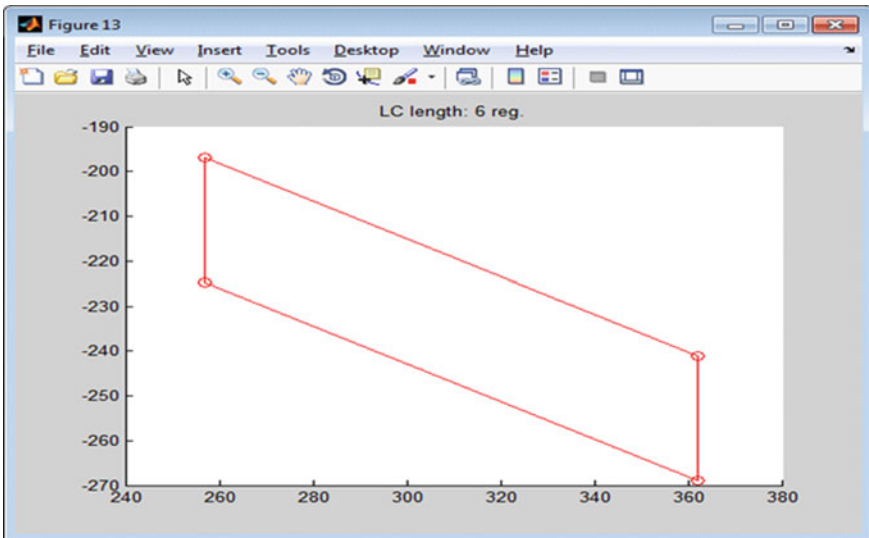 Figure 13
File Edit View Insert Tools Desktop Window Help
LC length: 6 reg.
-190
-200
-210
-220
-230
-240
-250
-260
-270
240 260 280 300 320 340 360 380